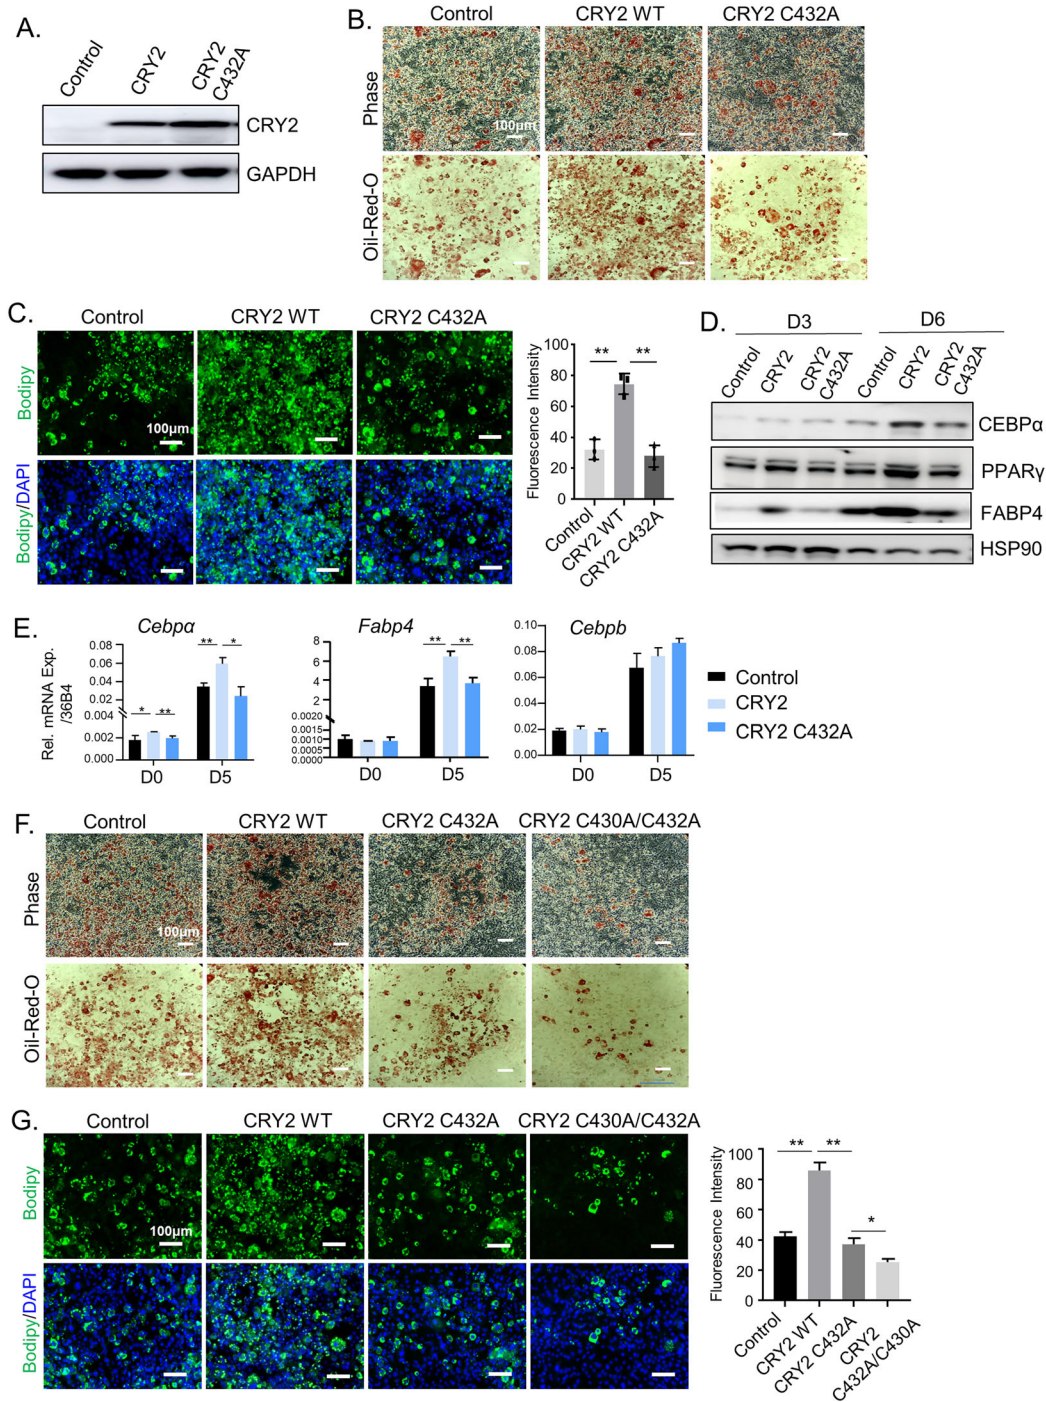 A.
Control
CRY2
CRY2
C432A
CRY2
GAPDH
B.
Control
CRY2 WT
CRY2 C432A
Phase
100μm
Oil-Red-O
C.
Control
CRY2 WT
CRY2 C432A
Bodipy
100μm
Bodipy/DAPI
Fluorescence Intensity
100
80
60
40
20
0
** **
Control
CRY2 WT
CRY2 C432A
D.
D3
D6
Control
CRY2
CRY2
C432A
Control
CRY2
CRY2
C432A
CEBPα
PPARγ
FABP4
HSP90
E.
Rel. mRNA Exp.
/36B4
Cebpα
0.08
0.06
0.04
0.02
0.004
0.002
0.000
* **
** *
D0 D5
Fabp4
8
6
4
2
0.0020
0.0015
0.0010
0.0005
0.0000
** **
D0 D5
Cebpb
0.10
0.08
0.06
0.04
0.02
0.00
D0 D5
Control
CRY2
CRY2 C432A
F.
Control
CRY2 WT
CRY2 C432A
CRY2 C430A/C432A
Phase
100μm
Oil-Red-O
G.
Control
CRY2 WT
CRY2 C432A
CRY2 C430A/C432A
Bodipy
100μm
Bodipy/DAPI
Fluorescence Intensity
100
80
60
40
20
0
** **
*
Control
CRY2 WT
CRY2 C432A
CRY2
C432A/C430A